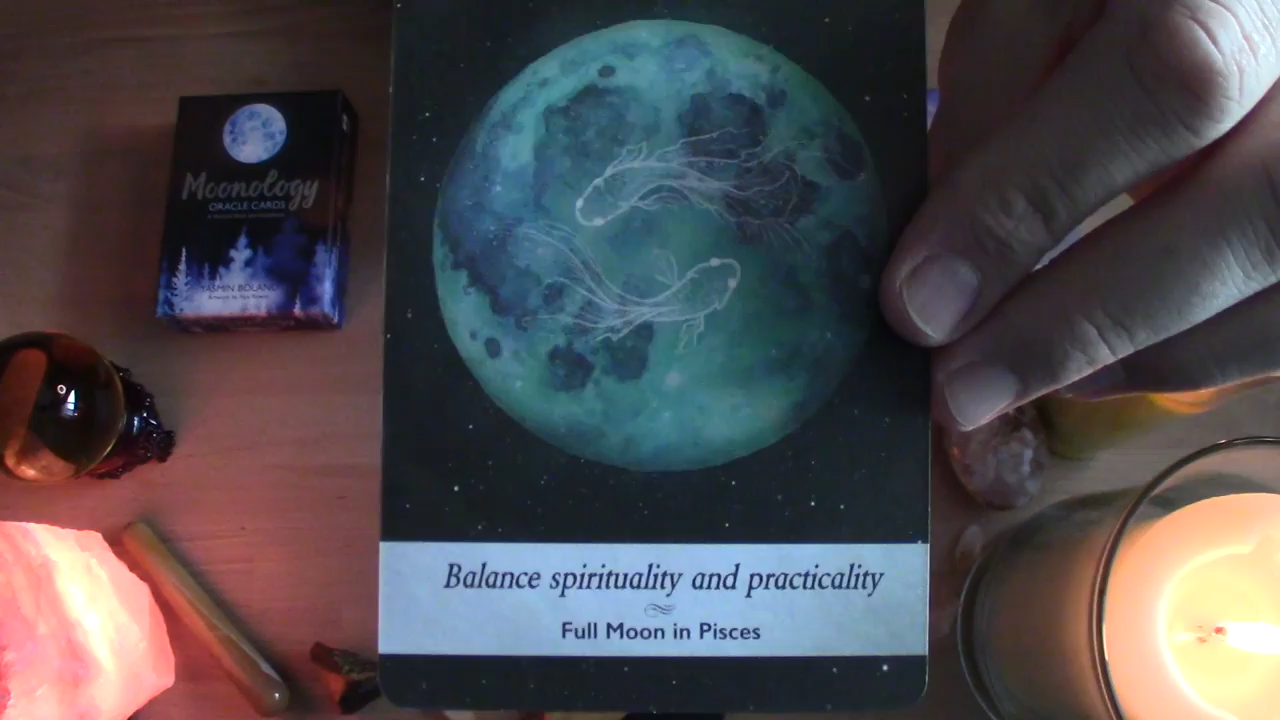 Moonology
ORACLE CARDS
YASMIN BOLAND
Balance spirituality and practicality
Full Moon in Pisces